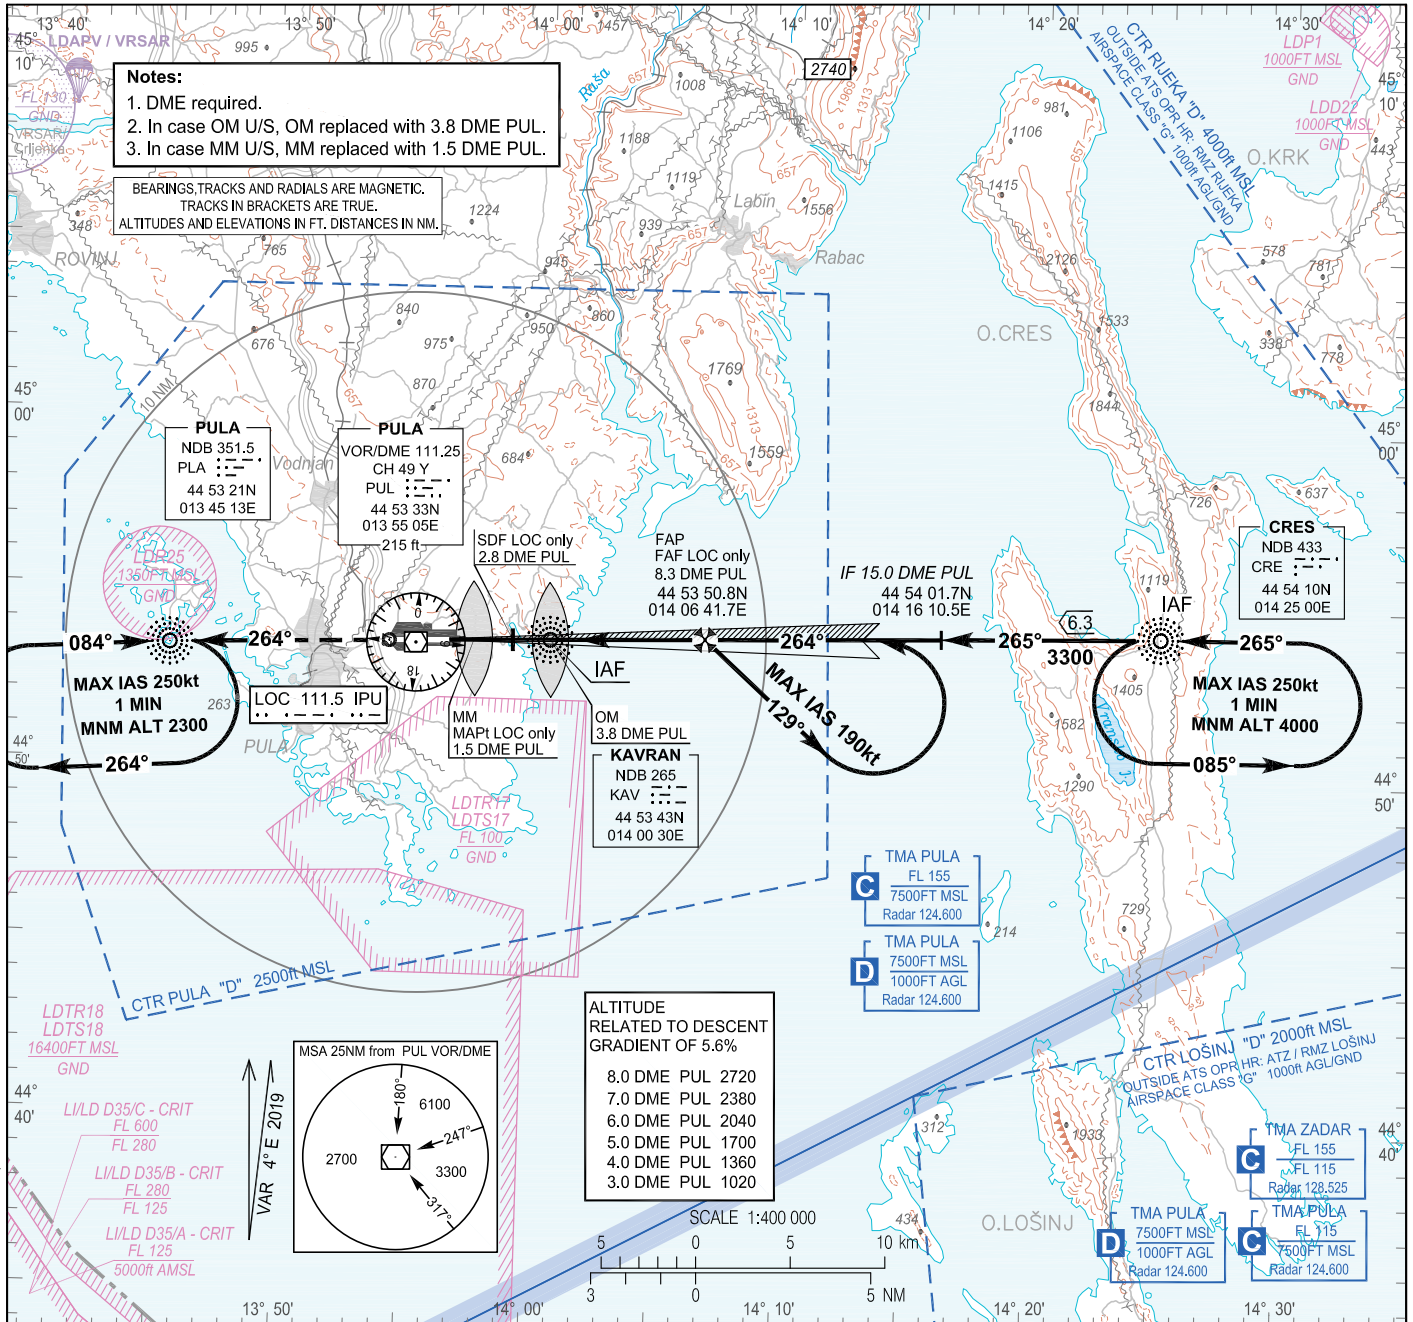 13° 40'
13° 50'
14° 00'
14° 10'
14° 20'
14° 30'
45°
10'
LDAPV / VRSAR
FL 130
GND
VRSAR/
Crljenka
995
Notes:
1. DME required.
2. In case OM U/S, OM replaced with 3.8 DME PUL.
3. In case MM U/S, MM replaced with 1.5 DME PUL.
BEARINGS,TRACKS AND RADIALS ARE MAGNETIC.
TRACKS IN BRACKETS ARE TRUE.
ALTITUDES AND ELEVATIONS IN FT. DISTANCES IN NM.
1313
1457
657
Raša
1008
2740
1969
1313
1188
1119
657
Labin
1556
939
Rabac
1224
348
ROVINJ
765
945
981
657
1106
1415
2126
O.CRES
1533
1844
CTR RIJEKA "D" 4000ft MSL
OUTSIDE ATS OPR HR: RMZ RIJEKA
AIRSPACE CLASS "G" 1000ft AGL/GND
LDP1
1000FT MSL
GND
LDD22
1000FT MSL
GND
45°
10'
443
O.KRK
578
781
338
778
840
950
860
676
975
870
1769
1313
657
1559
684
10 NM
45°
00'
45°
00'
PULA
NDB 351.5
PLA
44 53 21N
013 45 13E
Vodnjan
PULA
VOR/DME 111.25
CH 49 Y
PUL
44 53 33N
013 55 05E
215 ft
SDF LOC only
2.8 DME PUL
FAP
FAF LOC only
8.3 DME PUL
44 53 50.8N
014 06 41.7E
IF 15.0 DME PUL
44 54 01.7N
014 16 10.5E
726
637
1119
IAF
CRES
NDB 433
CRE
44 54 10N
014 25 00E
LDR25
1350FT MSL
GND
084°
264°
0
18
IAF
264°
265°
6.3
3300
265°
MAX IAS 250kt
1 MIN
MNM ALT 2300
263
264°
LOC 111.5 IPU
PULA
MM
MAPt LOC only
1.5 DME PUL
OM
3.8 DME PUL
MAX IAS 190kt
129°
1405
1582
Vransko j.
1290
MAX IAS 250kt
1 MIN
MNM ALT 4000
085°
44°
50'
44°
50'
KAVRAN
NDB 265
KAV
44 53 43N
014 00 30E
LDTR17
LDTS17
FL 100
GND
CTR PULA "D" 2500ft MSL
C
TMA PULA
FL 155
7500FT MSL
Radar 124.600
D
TMA PULA
7500FT MSL
1000FT AGL
Radar 124.600
214
729
LDTR18
LDTS18
16400FT MSL
GND
44°
40'
LI/LD D35/C - CRIT
FL 600
FL 280
LI/LD D35/B - CRIT
FL 280
FL 125
LI/LD D35/A - CRIT
FL 125
5000ft AMSL
VAR 4° E 2019
MSA 25NM from PUL VOR/DME
180°
6100
247°
2700
3300
317°
ALTITUDE
RELATED TO DESCENT
GRADIENT OF 5.6%
8.0 DME PUL 2720
7.0 DME PUL 2380
6.0 DME PUL 2040
5.0 DME PUL 1700
4.0 DME PUL 1360
3.0 DME PUL 1020
SCALE 1:400 000
5 0 5 10 km
3 0 5 NM
CTR LOŠINJ "D" 2000ft MSL
OUTSIDE ATS OPR HR: ATZ / RMZ LOŠINJ
AIRSPACE CLASS "G" 1000ft AGL/GND
312
1933
434
O.LOŠINJ
C
TMA ZADAR
FL 155
FL 115
Radar 128.525
44°
40'
D
TMA PULA
7500FT MSL
1000FT AGL
Radar 124.600
C
TMA PULA
FL 115
7500FT MSL
Radar 124.600
13° 50'
14° 00'
14° 10'
14° 20'
14° 30'